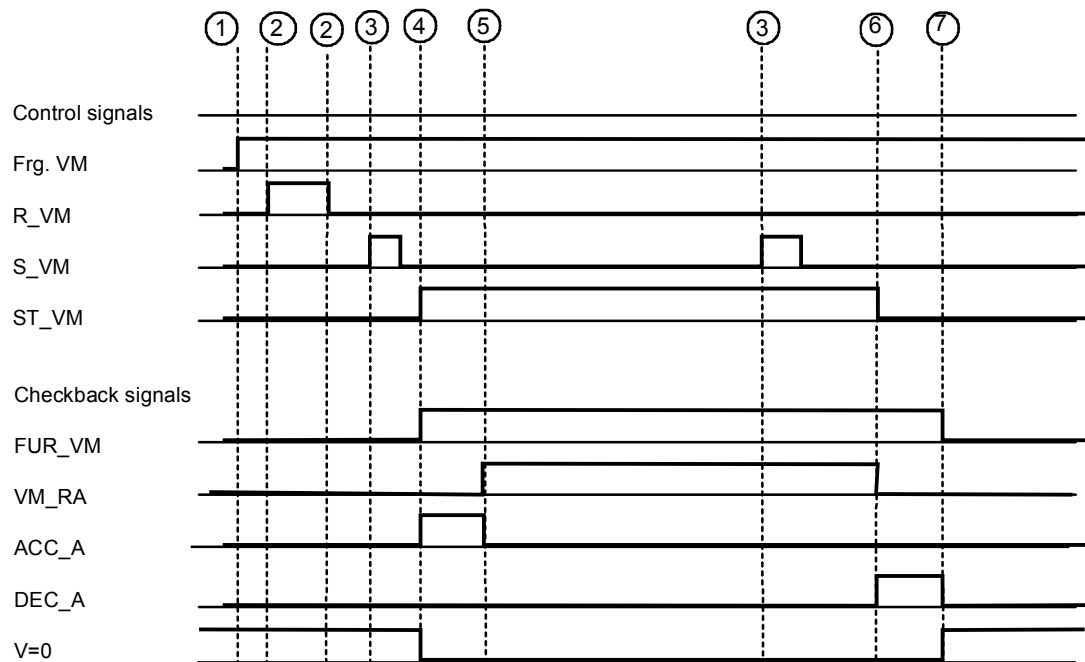 1 2 2 3 4 5 3 6 7
Control signals
Frg. VM
R_VM
S_VM
ST_VM
Checkback signals
FUR_VM
VM_RA
ACC_A
DEC_A
V=0